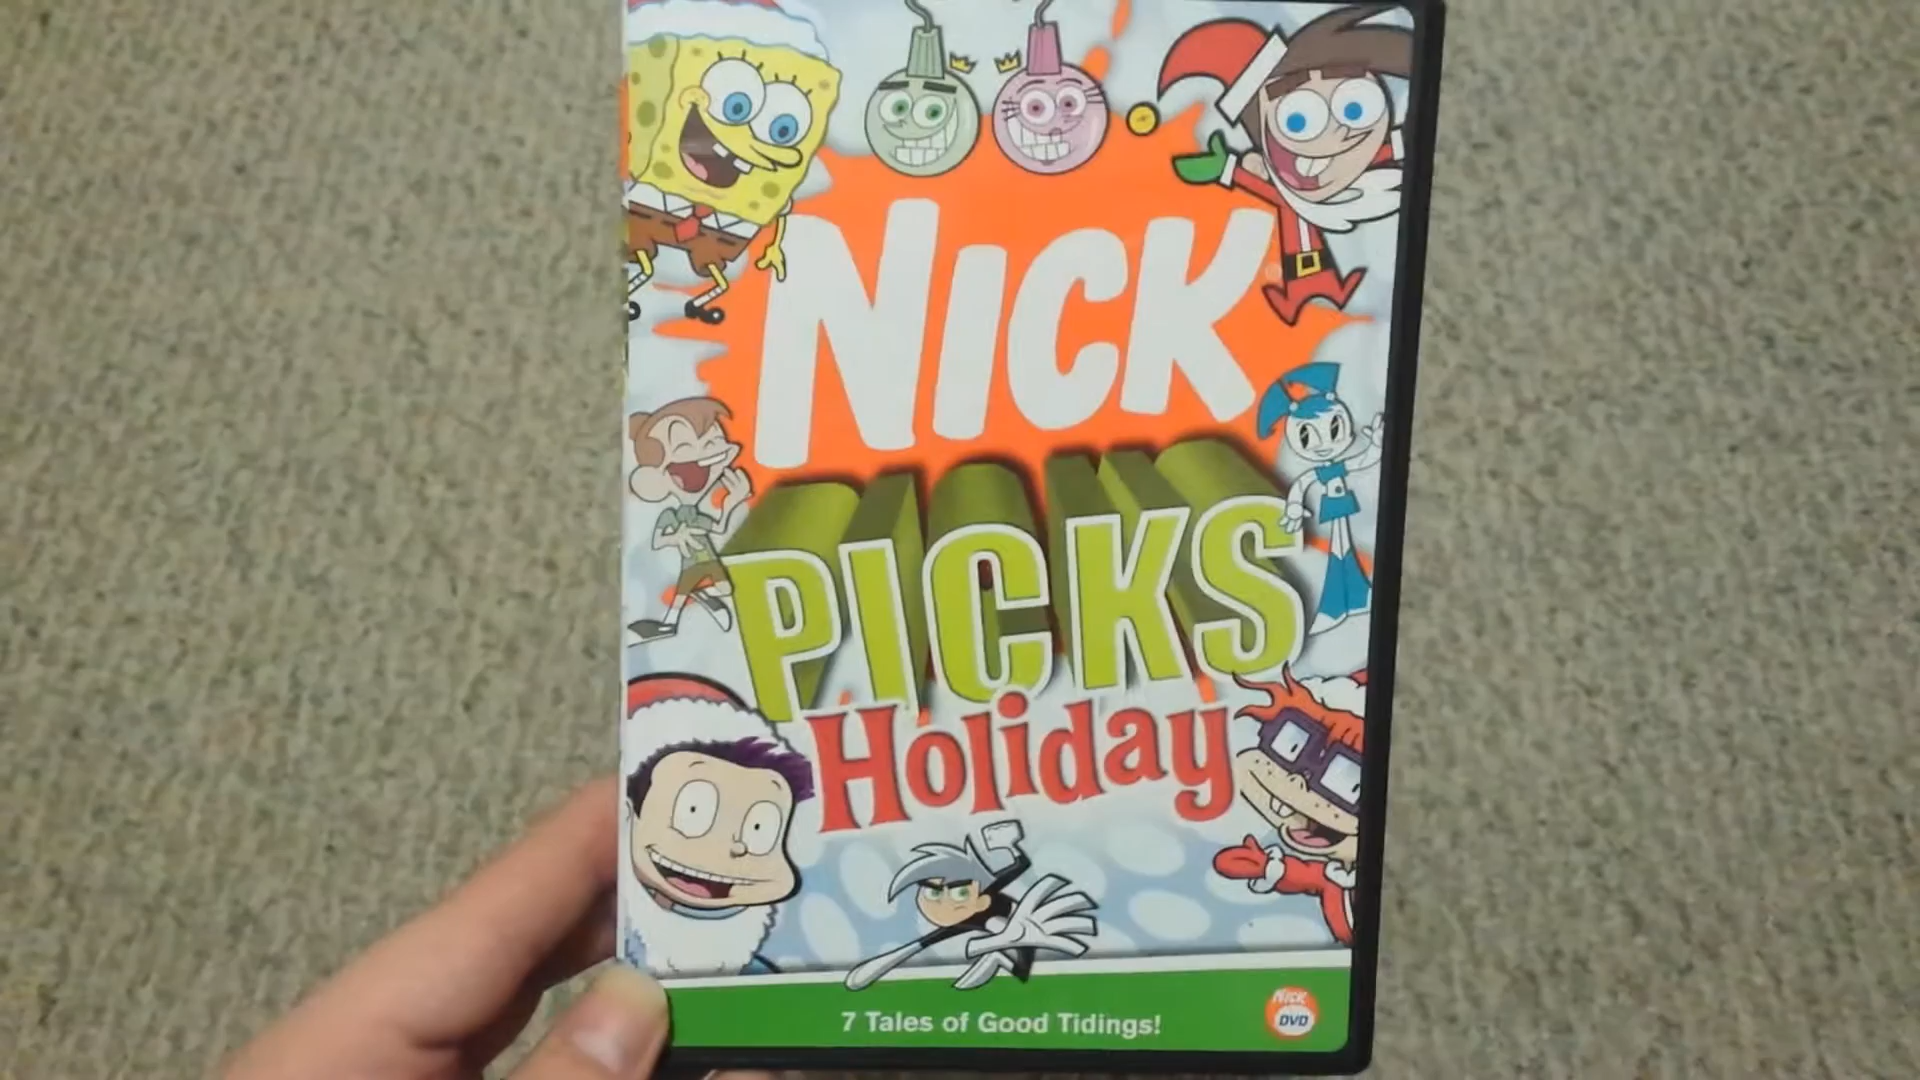 NICK
PICKS
Holiday
7 Tales of Good Tidings!
NICK
DVD